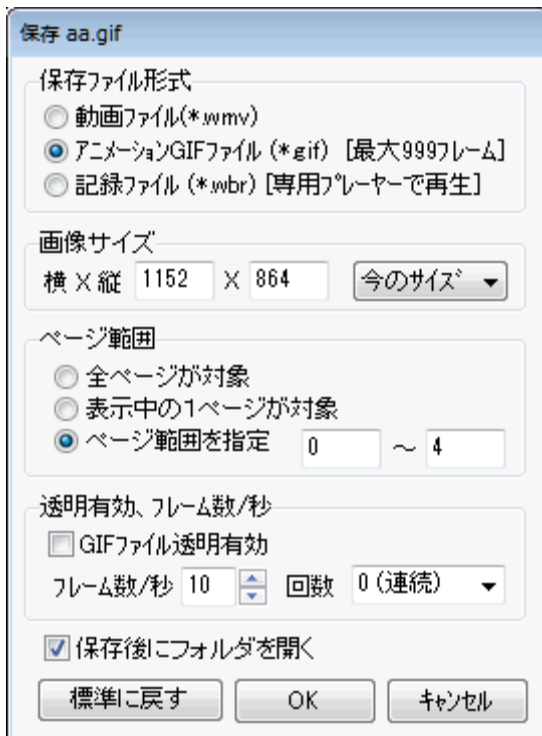 保存 aa.gif
保存ファイル形式
動画ファイル(*.wmv)
アニメーションGIFファイル (*.gif) [最大999フレーム]
記録ファイル (*.wbr) [専用プレーヤーで再生]
画像サイズ
横 × 縦 1152 × 864 今のサイズ
ページ範囲
全ページが対象
表示中の1ページが対象
ページ範囲を指定 0 ～ 4
透明有効、フレーム数/秒
GIFファイル透明有効
フレーム数/秒 10 回数 0 (連続)
保存後にフォルダを開く
標準に戻す OK キャンセル